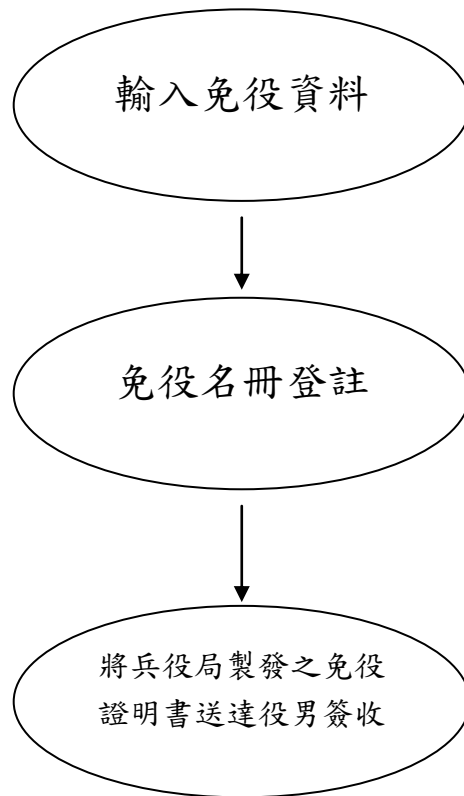 輸入免役資料
免役名冊登註
將兵役局製發之免役
證明書送達役男簽收